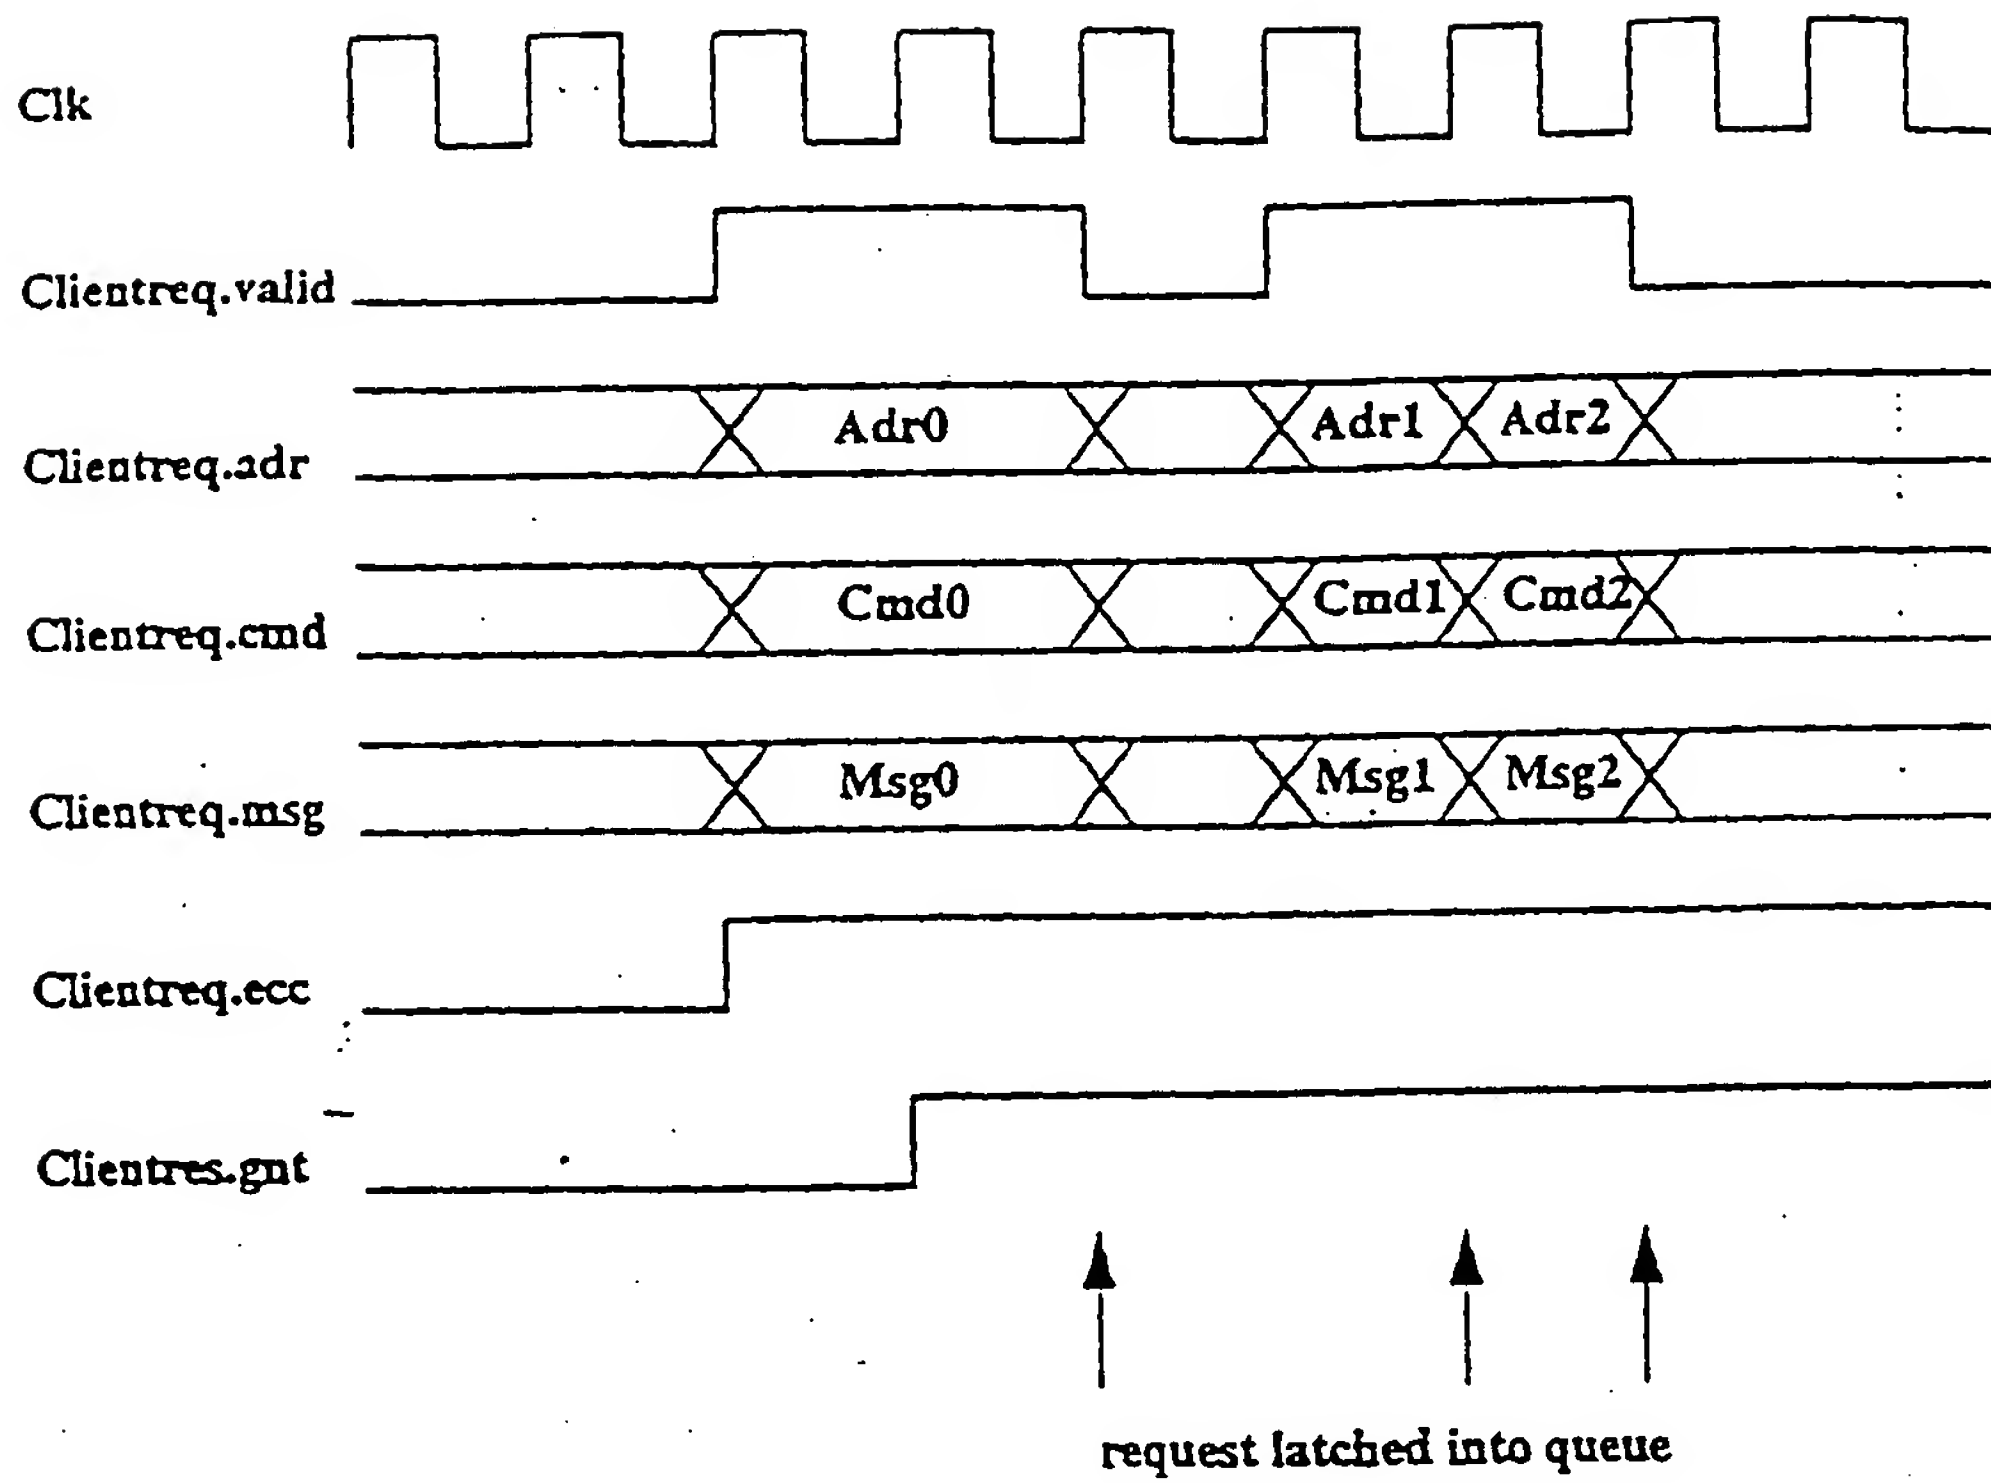 Clk
Clientreq.valid
Clientreq.adr
Adr0
Adr1
Adr2
Clientreq.cmd
Cmd0
Cmd1
Cmd2
Clientreq.msg
Msg0
Msg1
Msg2
Clientreq.ecc
Clientres.gnt
request latched into queue